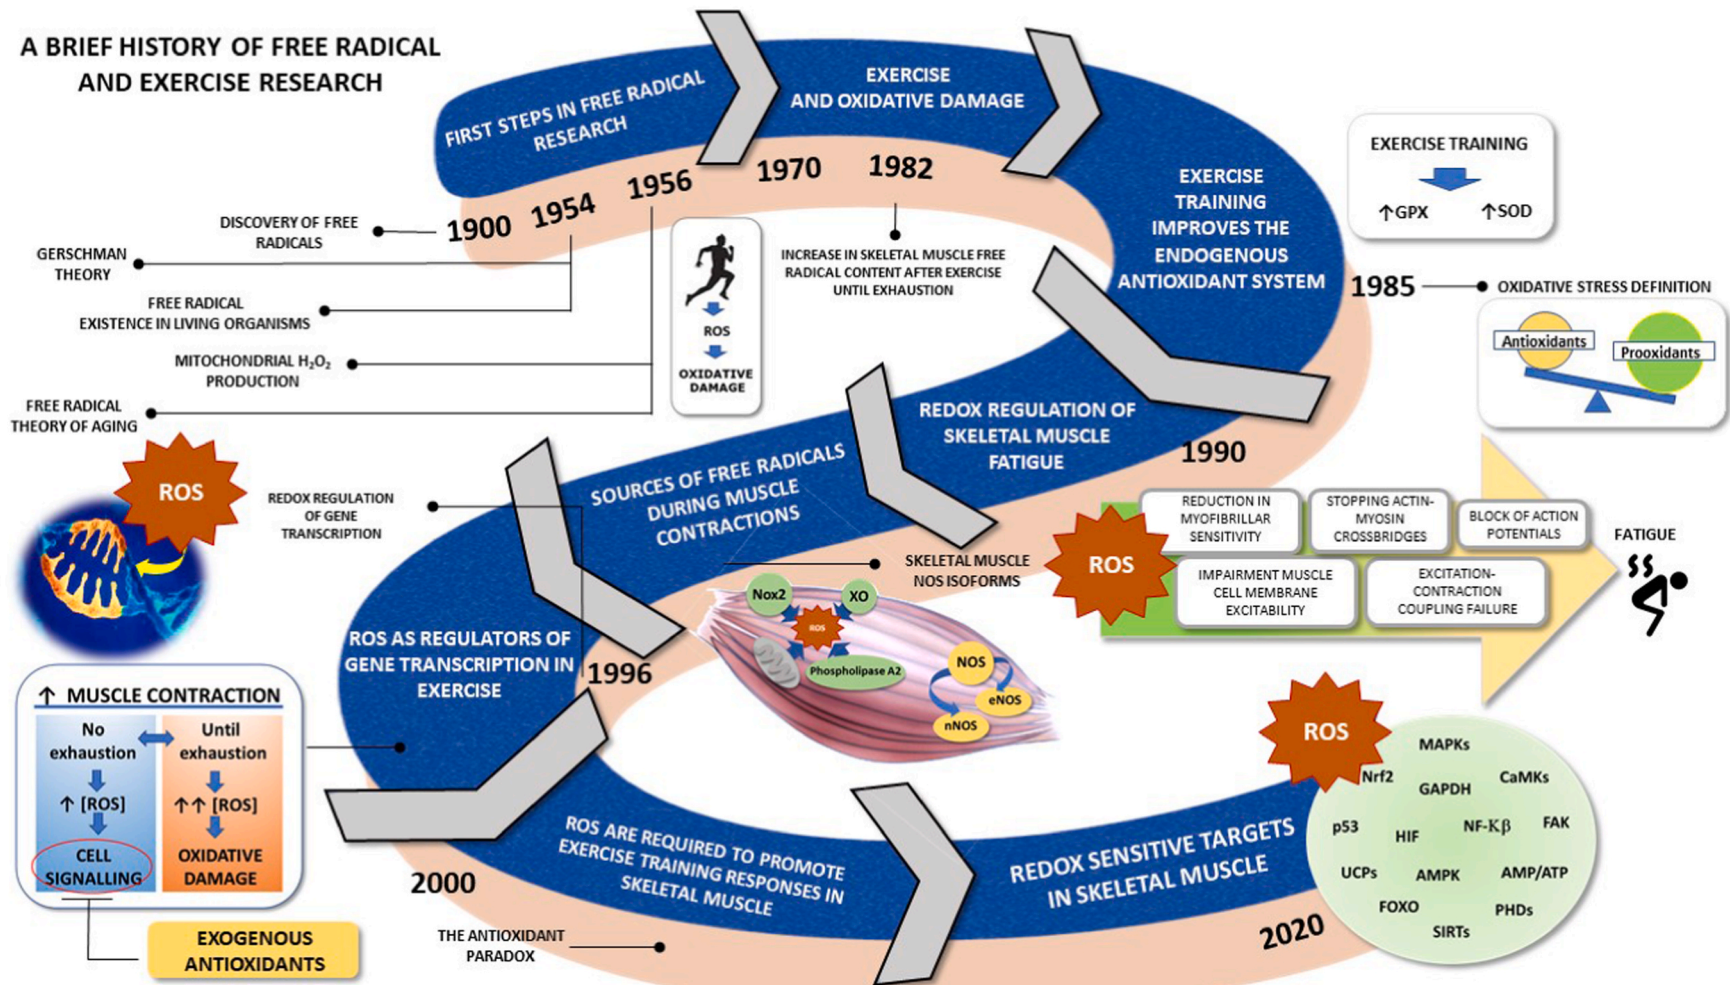 A BRIEF HISTORY OF FREE RADICAL
AND EXERCISE RESEARCH
FIRST STEPS IN FREE RADICAL
RESEARCH
EXERCISE
AND OXIDATIVE DAMAGE
EXERCISE
TRAINING
IMPROVES THE
ENDOGENOUS
ANTIOXIDANT SYSTEM
1900
1954
1956
1970
1982
1985
DISCOVERY OF FREE
RADICALS
GERSCHMAN
THEORY
FREE RADICAL
EXISTENCE IN LIVING ORGANISMS
MITOCHONDRIAL H₂O₂
PRODUCTION
FREE RADICAL
THEORY OF AGING
ROS
OXIDATIVE
DAMAGE
INCREASE IN SKELETAL MUSCLE FREE
RADICAL CONTENT AFTER EXERCISE
UNTIL EXHAUSTION
EXERCISE TRAINING
↑GPX ↑SOD
OXIDATIVE STRESS DEFINITION
Antioxidants
Prooxidants
REDOX REGULATION OF
SKELETAL MUSCLE
FATIGUE
1990
SOURCES OF FREE RADICALS
DURING MUSCLE
CONTRACTIONS
ROS
REDUCTION IN
MYOFIBRILLAR
SENSITIVITY
STOPPING ACTIN-
MYOSIN
CROSSBRIDGES
BLOCK OF ACTION
POTENTIALS
IMPAIRMENT MUSCLE
CELL MEMBRANE
EXCITABILITY
EXCITATION-
CONTRACTION
COUPLING FAILURE
FATIGUE
SKELETAL MUSCLE
NOS ISOFORMS
Nox2
XO
ROS
Phospholipase A2
NOS
eNOS
nNOS
ROS
REDOX REGULATION
OF GENE
TRANSCRIPTION
ROS AS REGULATORS OF
GENE TRANSCRIPTION IN
EXERCISE
1996
↑ MUSCLE CONTRACTION
No
exhaustion
Until
exhaustion
↑ [ROS]
↑↑ [ROS]
CELL
SIGNALLING
OXIDATIVE
DAMAGE
EXOGENOUS
ANTIOXIDANTS
2000
ROS ARE REQUIRED TO PROMOTE
EXERCISE TRAINING RESPONSES IN
SKELETAL MUSCLE
THE ANTIOXIDANT
PARADOX
REDOX SENSITIVE TARGETS
IN SKELETAL MUSCLE
2020
ROS
MAPKs
Nrf2
GAPDH
CaMKs
p53
HIF
NF-Kβ
FAK
UCPs
AMPK
AMP/ATP
FOXO
PHDs
SIRTs